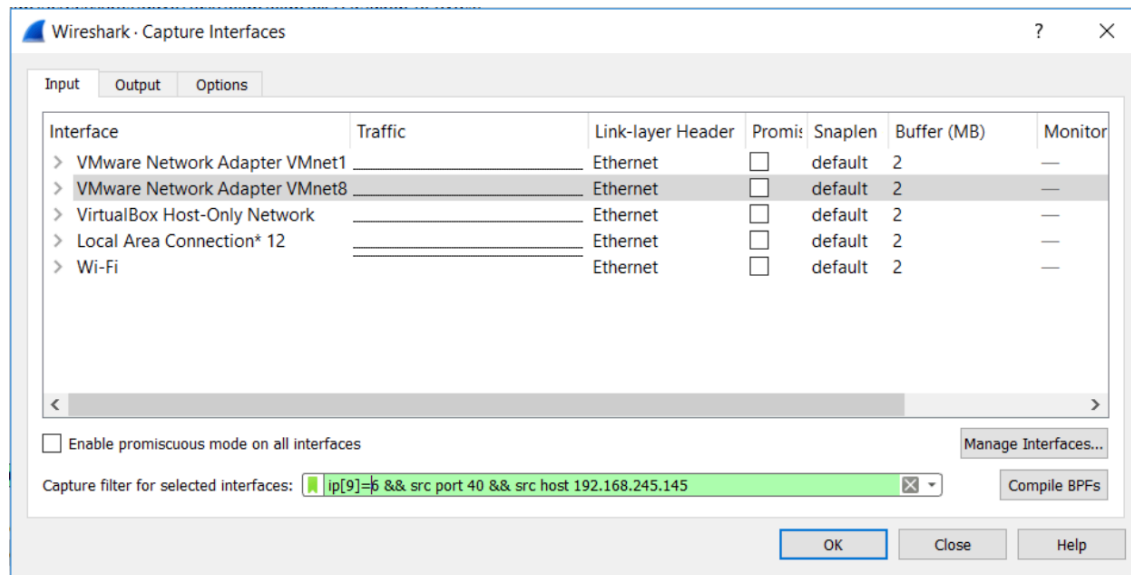 Wireshark · Capture Interfaces ?
Input Output Options
Interface Traffic Link-layer Header Promis Snaplen Buffer (MB) Monitor
VMware Network Adapter VMnet1 Ethernet default 2 —
VMware Network Adapter VMnet8 Ethernet default 2 —
VirtualBox Host-Only Network Ethernet default 2 —
Local Area Connection* 12 Ethernet default 2 —
Wi-Fi Ethernet default 2 —
Enable promiscuous mode on all interfaces Manage Interfaces...
Capture filter for selected interfaces: ip[9]=6 && src port 40 && src host 192.168.245.145 Compile BPFs
OK Close Help